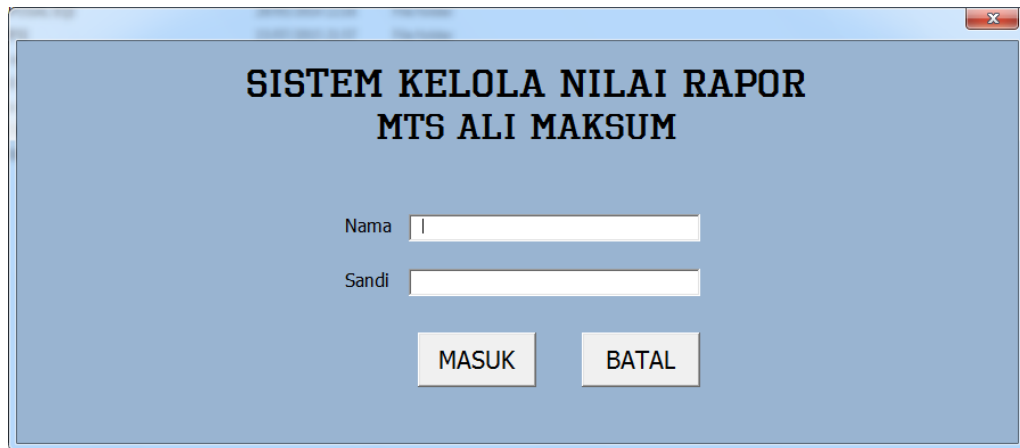 SISTEM KELOLA NILAI RAPOR
MTS ALI MAKSUM
Nama
Sandi
MASUK BATAL